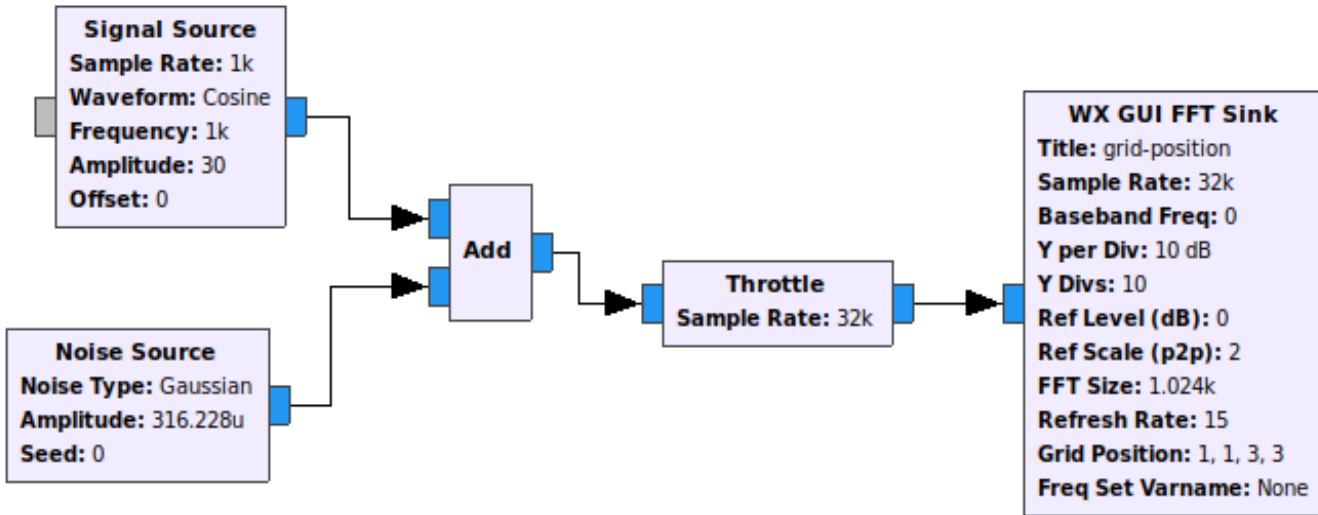 Signal Source
Sample Rate: 1k
Waveform: Cosine
Frequency: 1k
Amplitude: 30
Offset: 0
Noise Source
Noise Type: Gaussian
Amplitude: 316.228u
Seed: 0
Add
Throttle
Sample Rate: 32k
WX GUI FFT Sink
Title: grid-position
Sample Rate: 32k
Baseband Freq: 0
Y per Div: 10 dB
Y Divs: 10
Ref Level (dB): 0
Ref Scale (p2p): 2
FFT Size: 1.024k
Refresh Rate: 15
Grid Position: 1, 1, 3, 3
Freq Set Varname: None